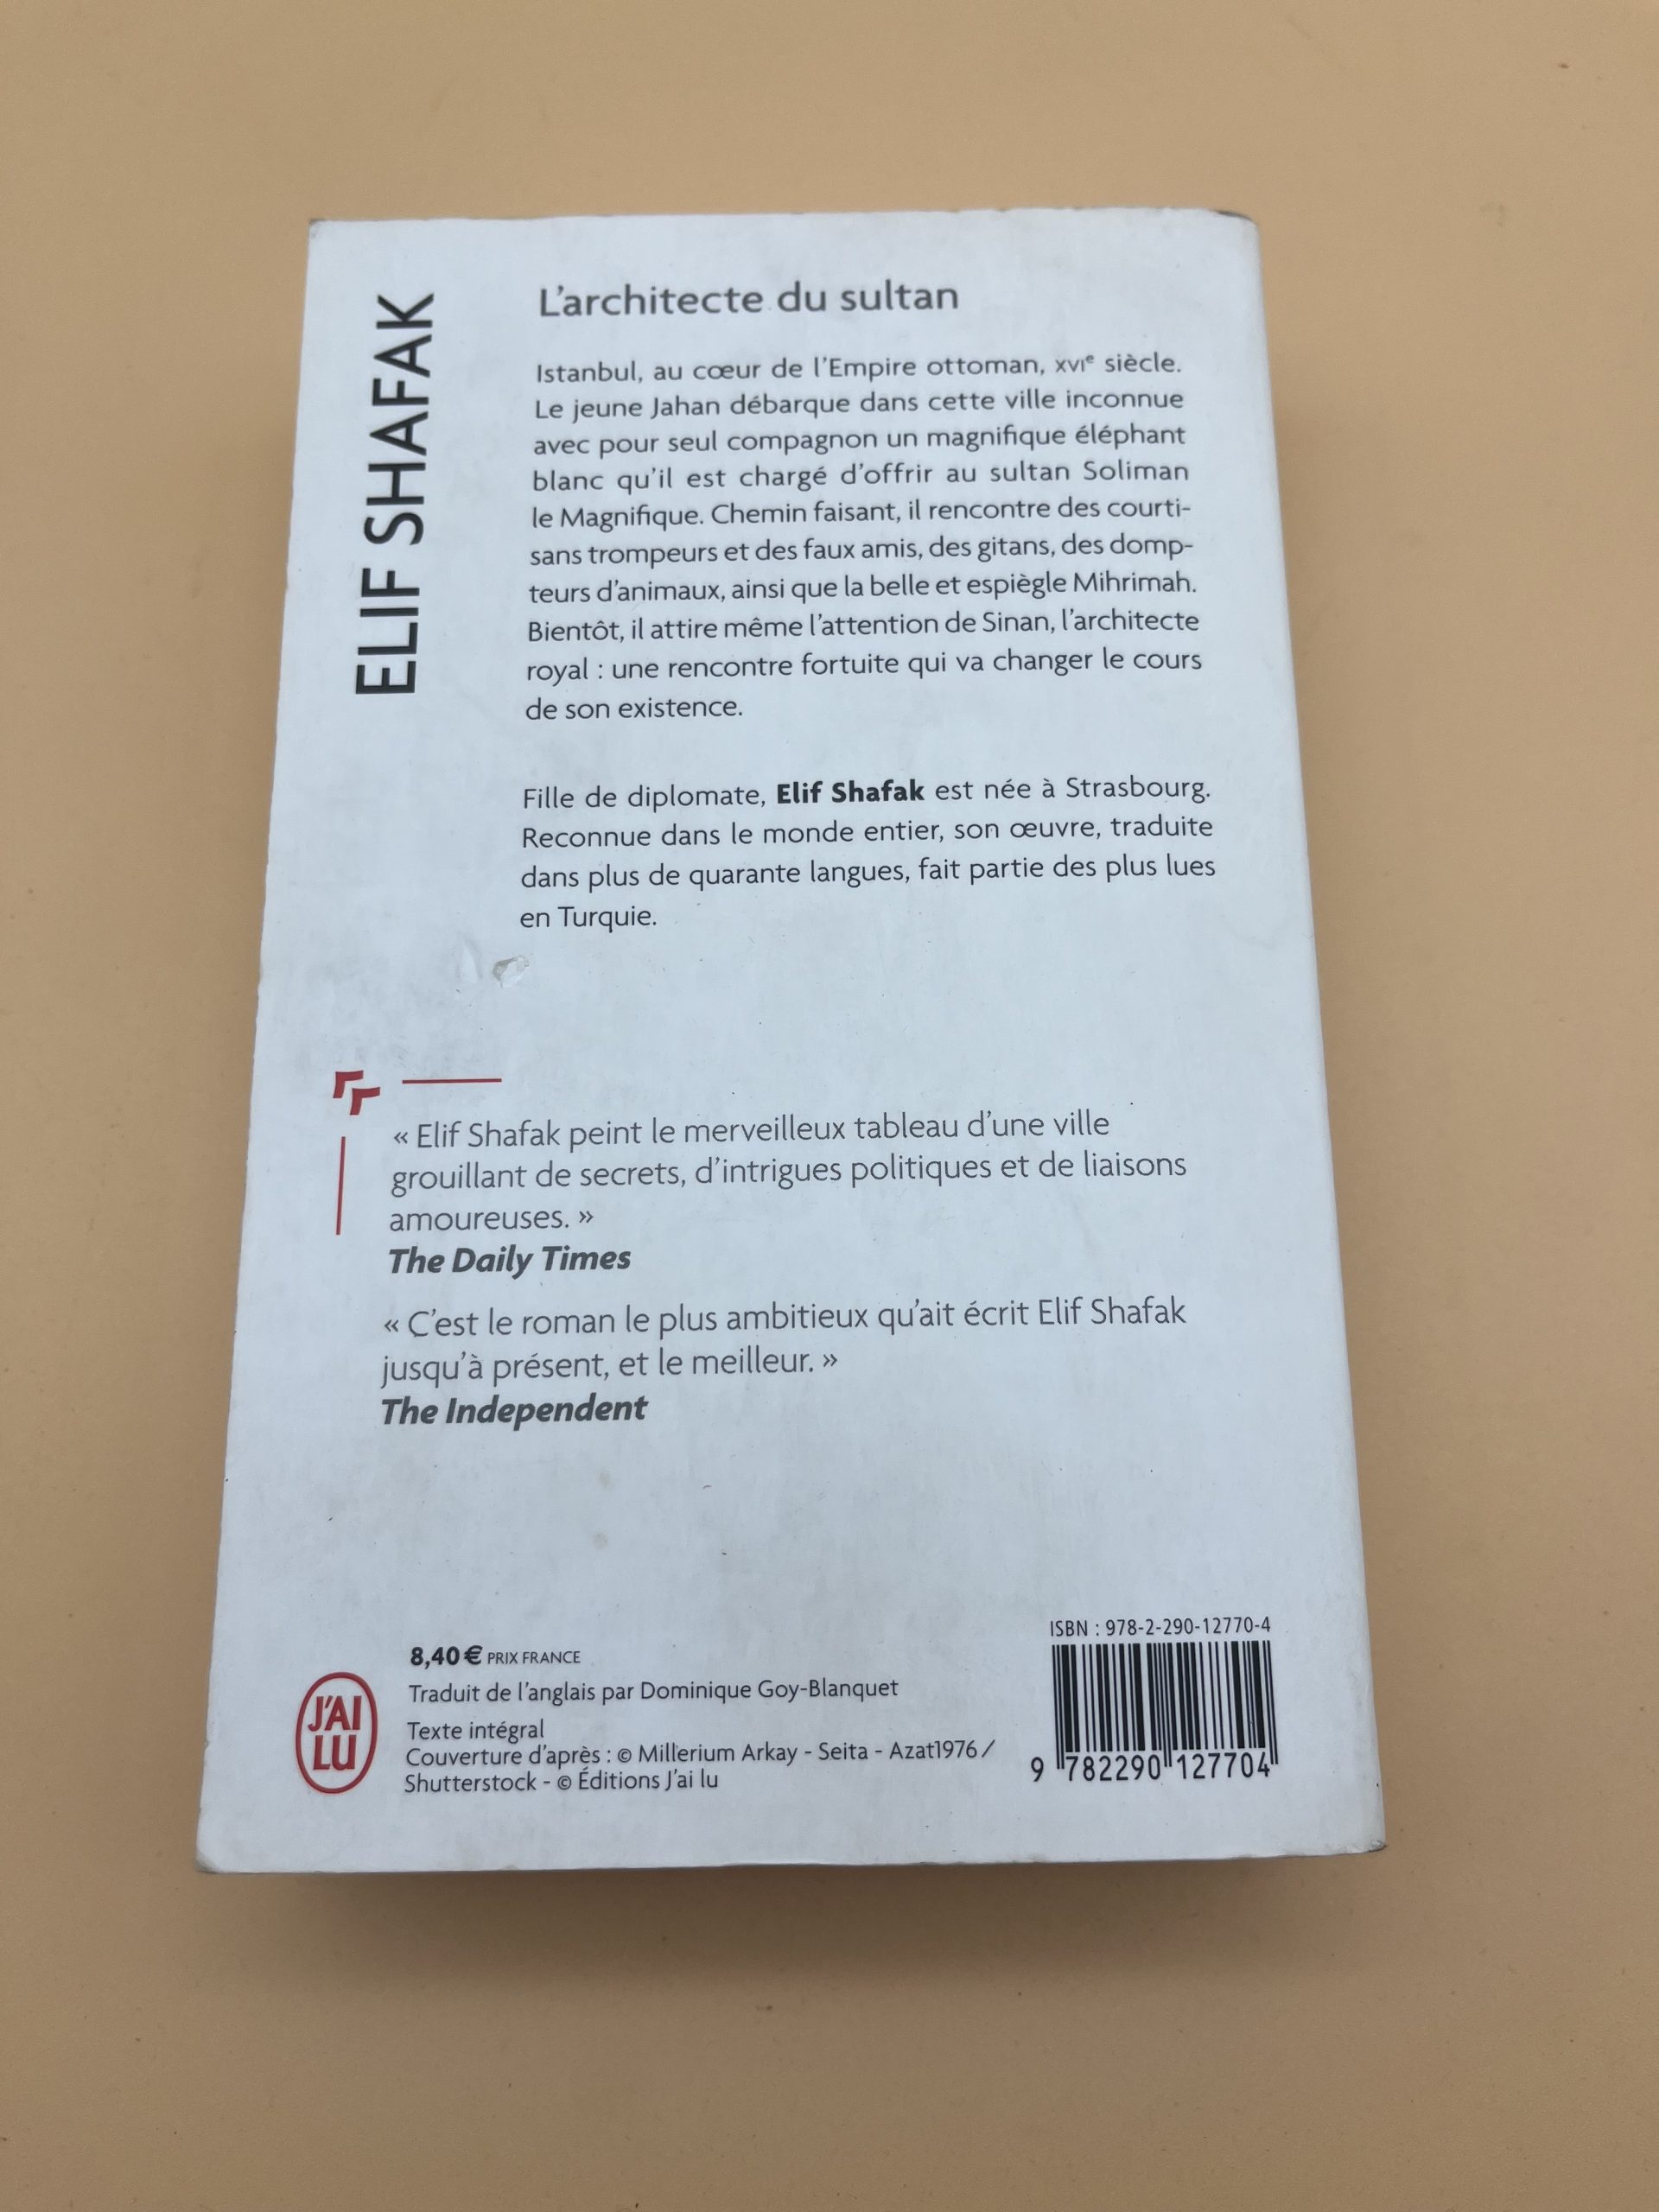 ELIF SHAFAK
L'architecte du sultan
Istanbul, au cœur de l'Empire ottoman, XVIe siècle.
Le jeune Jahan débarque dans cette ville inconnue
avec pour seul compagnon un magnifique éléphant
blanc qu'il est chargé d'offrir au sultan Soliman
le Magnifique. Chemin faisant, il rencontre des courti-
sans trompeurs et des faux amis, des gitans, des domp-
teurs d'animaux, ainsi que la belle et espiègle Mihrimah.
Bientôt, il attire même l'attention de Sinan, l'architecte
royal : une rencontre fortuite qui va changer le cours
de son existence.
Fille de diplomate, Elif Shafak est née à Strasbourg.
Reconnue dans le monde entier, son œuvre, traduite
dans plus de quarante langues, fait partie des plus lues
en Turquie.
« Elif Shafak peint le merveilleux tableau d'une ville
grouillant de secrets, d'intrigues politiques et de liaisons
amoureuses. »
The Daily Times
« C'est le roman le plus ambitieux qu'ait écrit Elif Shafak
jusqu'à présent, et le meilleur. »
The Independent
8,40 € PRIX FRANCE
Traduit de l'anglais par Dominique Goy-Blanquet
Texte intégral
Couverture d'après : © Millerium Arkay - Seita - Azat1976 /
Shutterstock - © Éditions J'ai lu
J'AI
LU
ISBN : 978-2-290-12770-4
9 782290 127704